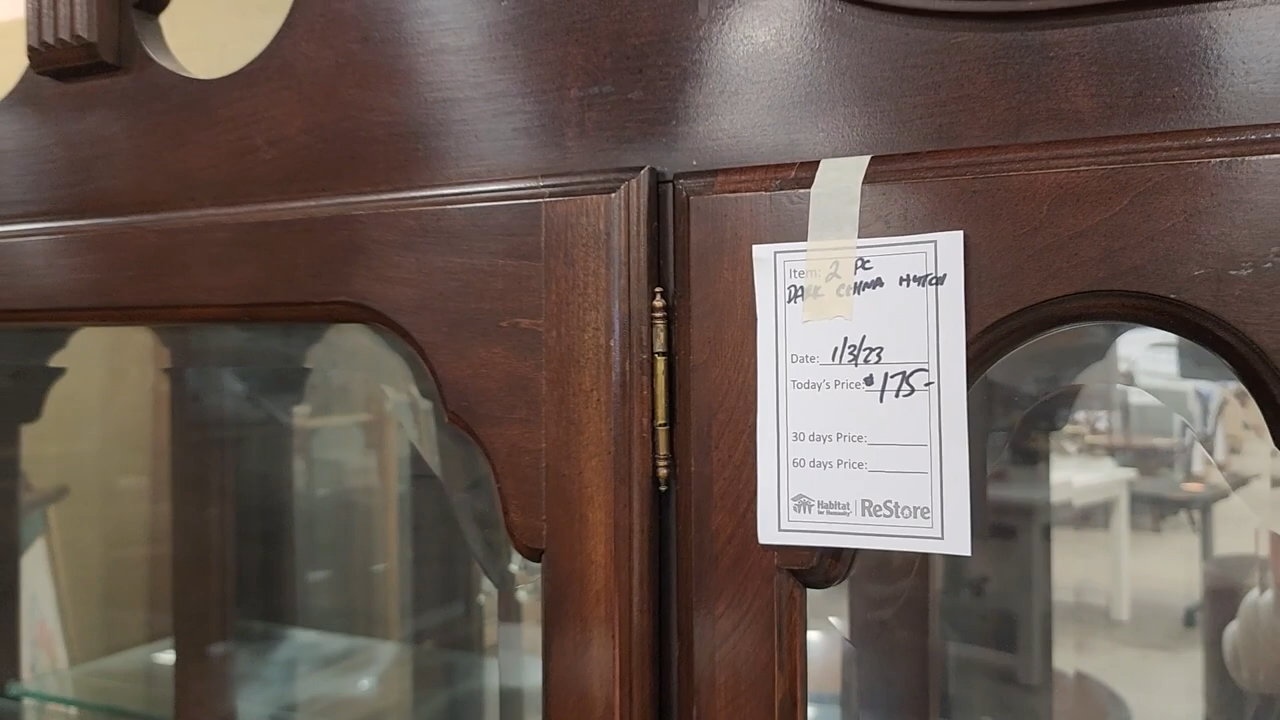 Item: 2 PC
DARK CHINA HUTCH
Date: 1/3/23
Today's Price: $175-
30 days Price:
60 days Price:
Habitat for Humanity | ReStore